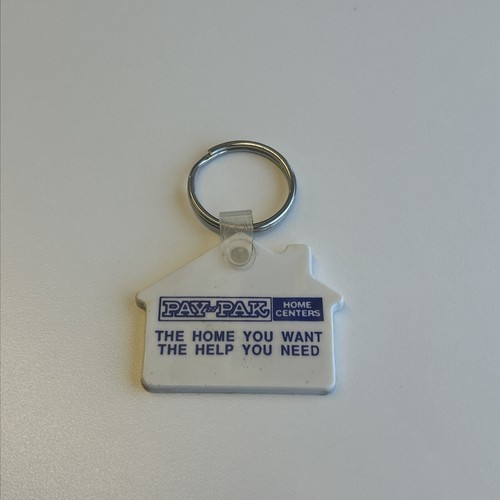 PAY 'n PAK HOME CENTERS
THE HOME YOU WANT
THE HELP YOU NEED